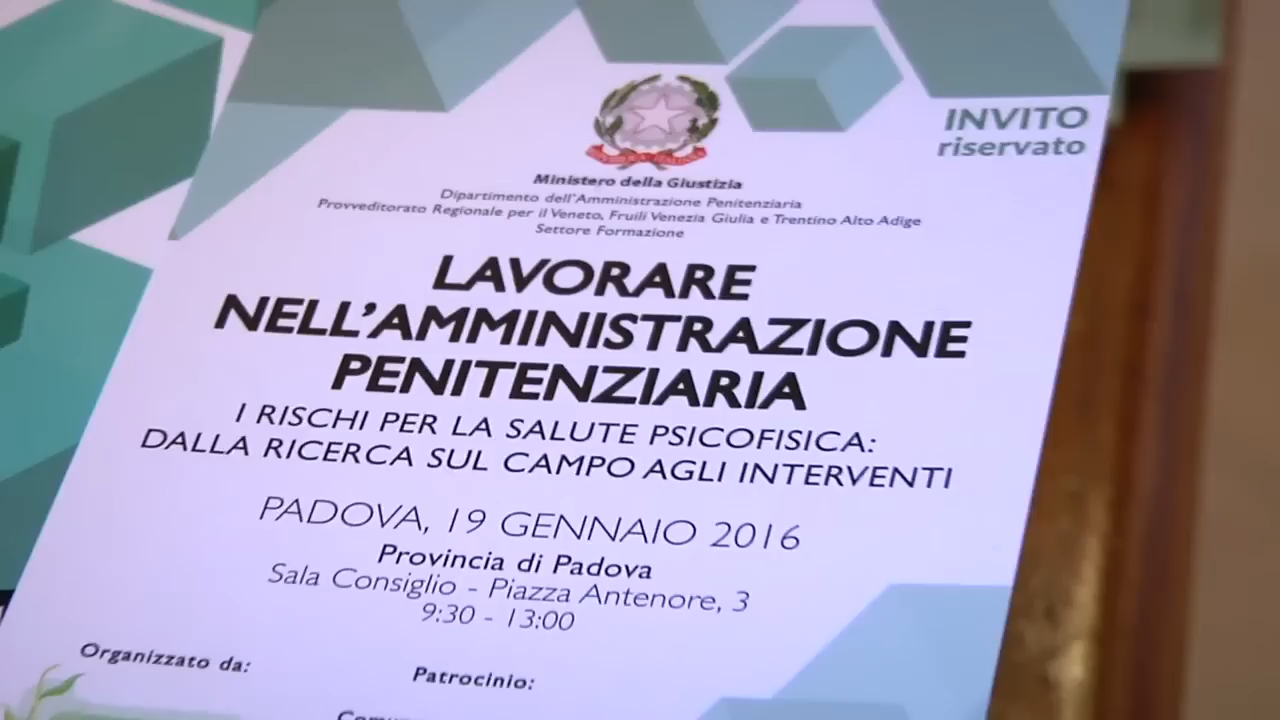 INVITO
riservato
Ministero della Giustizia
Dipartimento dell'Amministrazione Penitenziaria
Provveditorato Regionale per il Veneto, Fruili Venezia Giulia e Trentino Alto Adige
Settore Formazione
LAVORARE
NELL'AMMINISTRAZIONE
PENITENZIARIA
I RISCHI PER LA SALUTE PSICOFISICA:
DALLA RICERCA SUL CAMPO AGLI INTERVENTI
PADOVA, 19 GENNAIO 2016
Provincia di Padova
Sala Consiglio - Piazza Antenore, 3
9:30 - 13:00
Organizzato da:
Patrocinio: